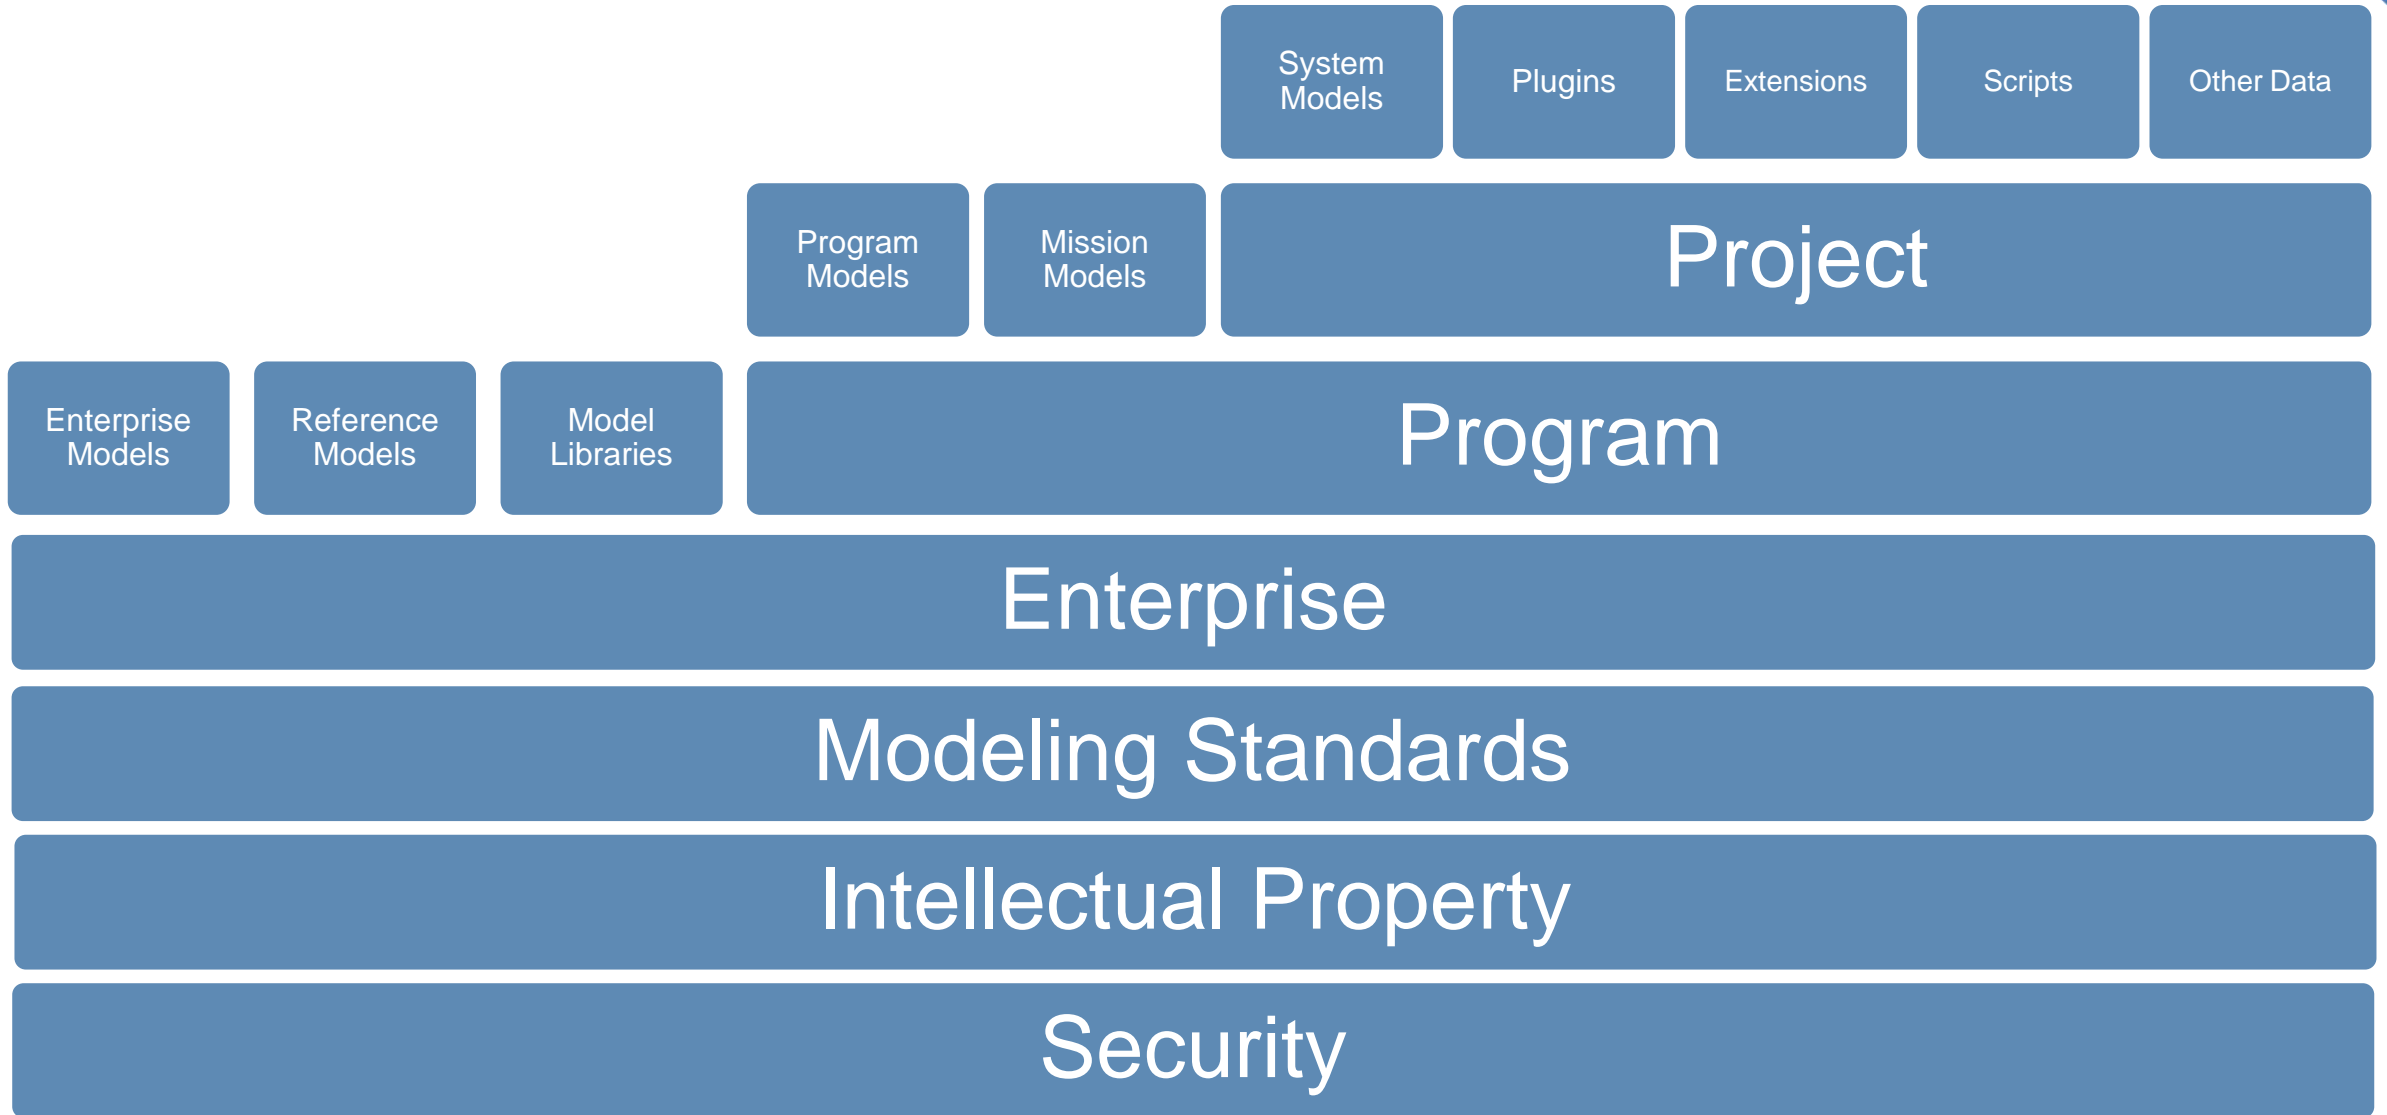 System
Models
Plugins
Extensions
Scripts
Other Data
Program
Models
Mission
Models
Project
Enterprise
Models
Reference
Models
Model
Libraries
Program
Enterprise
Modeling Standards
Intellectual Property
Security